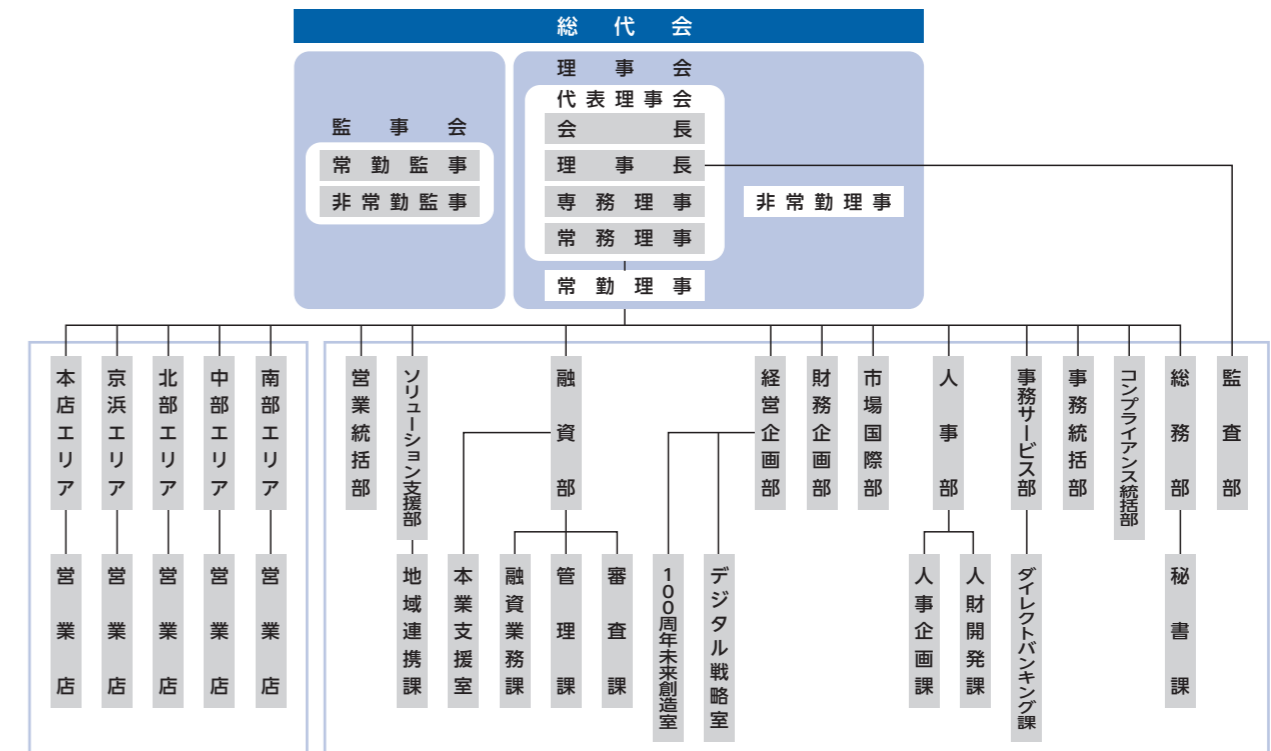 総代会
理事会
代表理事会
会長
理事長
専務理事
常務理事
非常勤理事
常勤理事
監事会
常勤監事
非常勤監事
本店エリア
京浜エリア
北部エリア
中部エリア
南部エリア
営業統括部
ソリューション支援部
融資部
経営企画部
財務企画部
市場国際部
人事部
事務サービス部
事務統括部
コンプライアンス統括部
総務部
監査部
営業店
営業店
営業店
営業店
営業店
地域連携課
本業支援室
融資業務課
管理課
審査課
100周年未来創造室
デジタル戦略室
人事企画課
人財開発課
ダイレクトバンキング課
秘書課